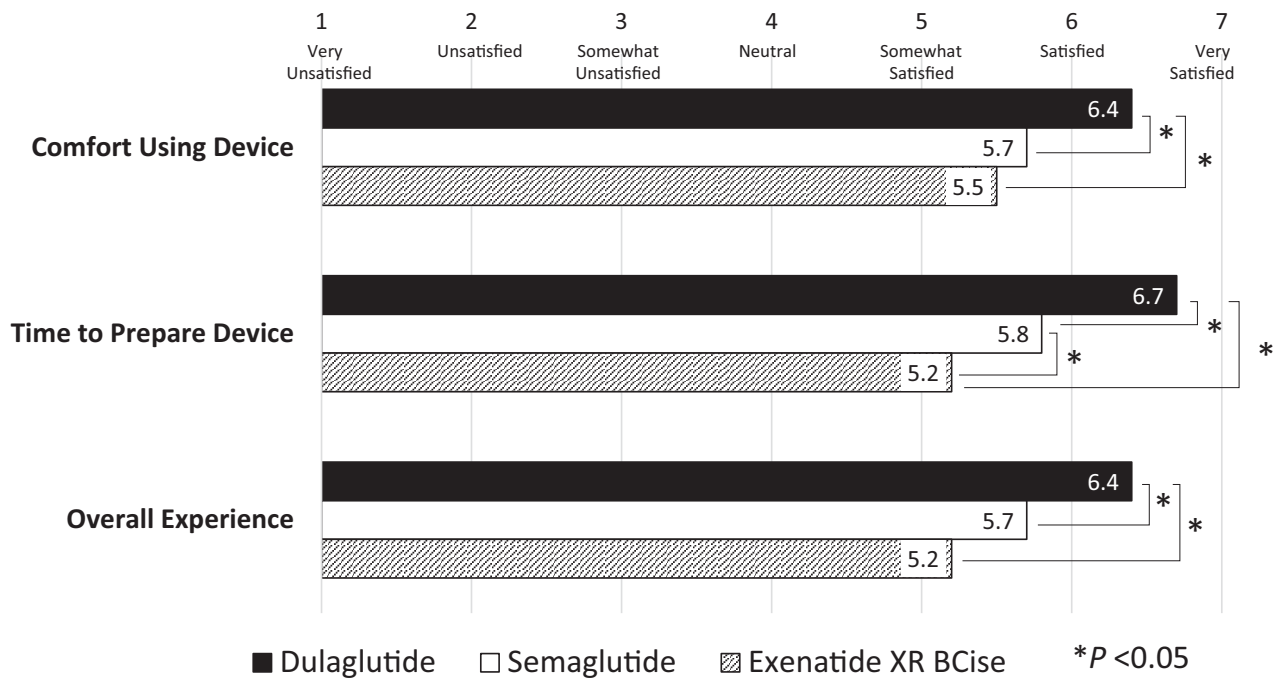 1 2 3 4 5 6 7
Very Unsatisfied Somewhat Neutral Somewhat Satisfied Very
Unsatisfied Unsatisfied Satisfied Satisfied
6.4
Comfort Using Device * 
5.7 *
5.5
6.7
Time to Prepare Device *
5.8 *
* 
5.2
6.4
Overall Experience *
5.7 *
5.2
Dulaglutide Semaglutide Exenatide XR BCise *P <0.05